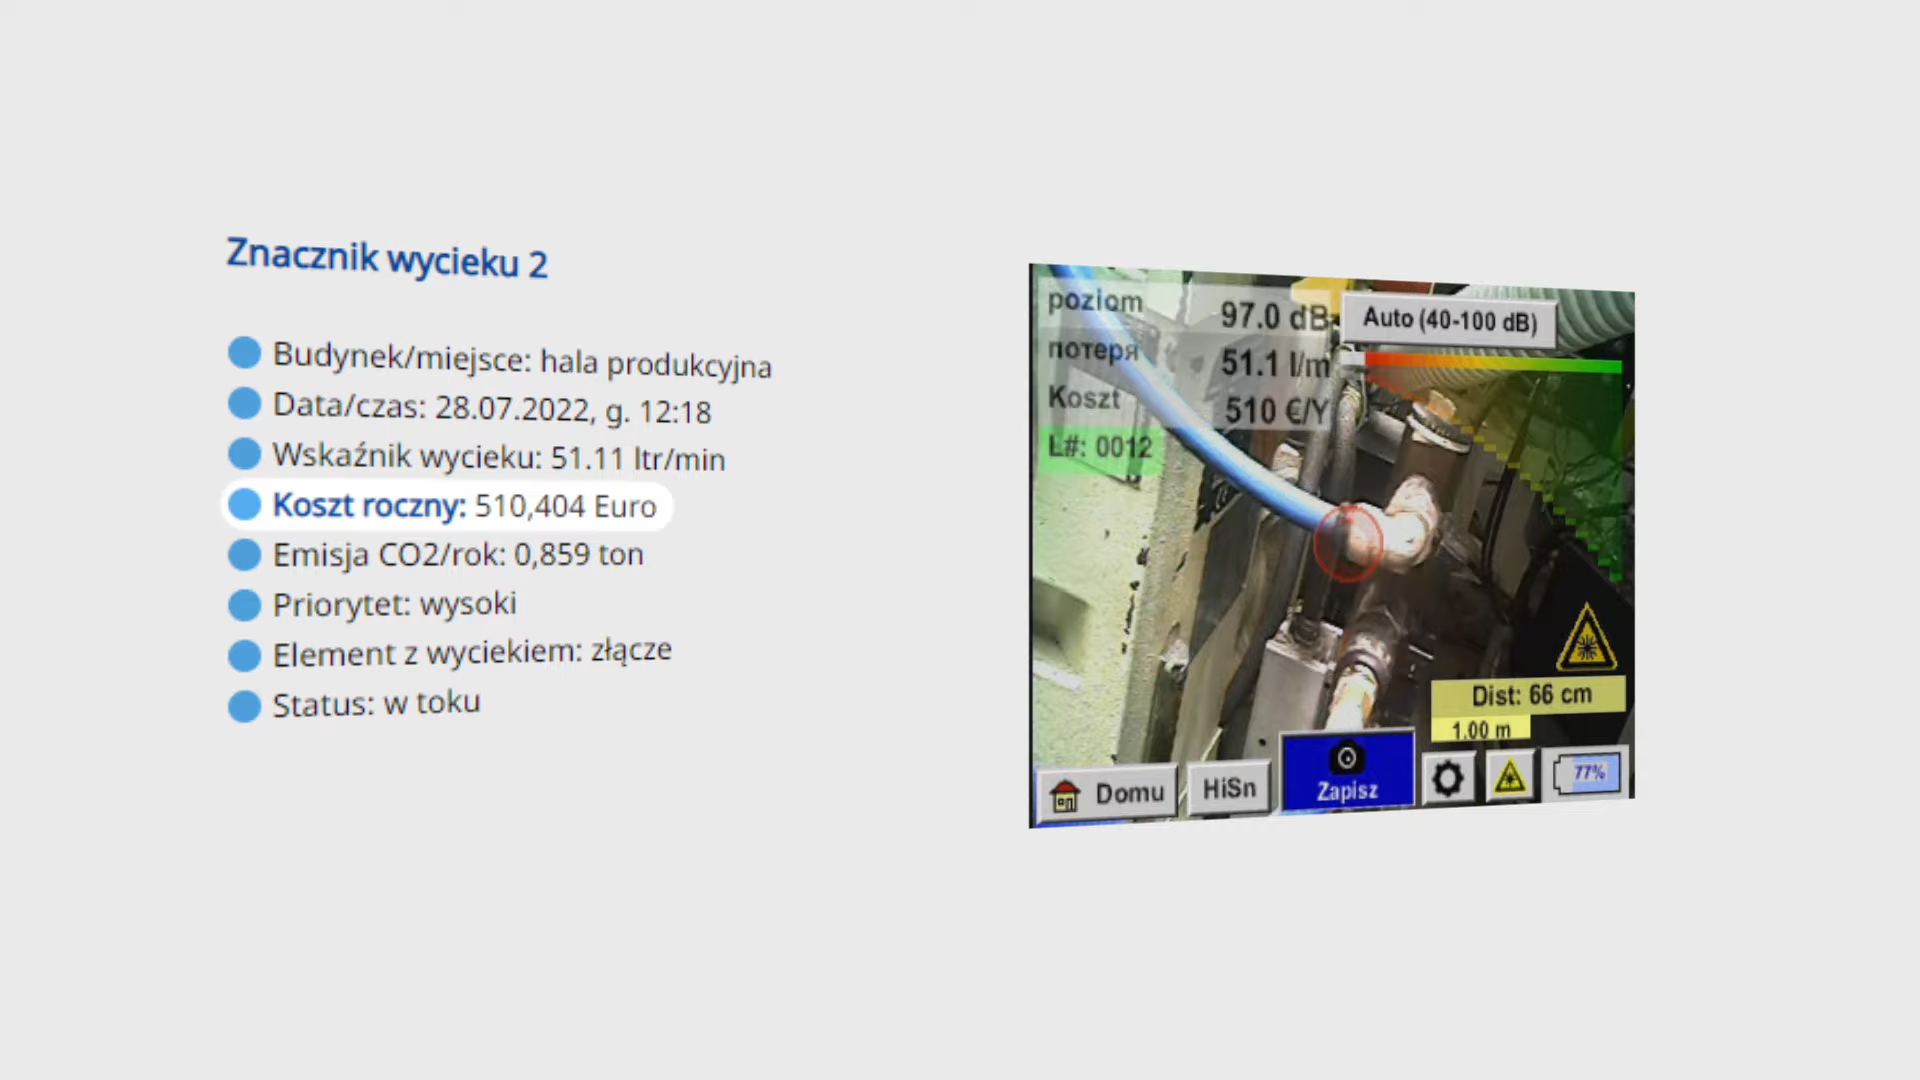 Znacznik wycieku 2
Budynek/miejsce: hala produkcyjna
Data/czas: 28.07.2022, g. 12:18
Wskaźnik wycieku: 51.11 ltr/min
Koszt roczny: 510,404 Euro
Emisja CO2/rok: 0,859 ton
Priorytet: wysoki
Element z wyciekiem: złącze
Status: w toku
poziom 97.0 dB
Auto (40-100 dB)
потеря 51.1 l/m
Koszt 510 €/Y
L#: 0012
Dist: 66 cm
1.00 m
Domu
HiSn
Zapisz
77%